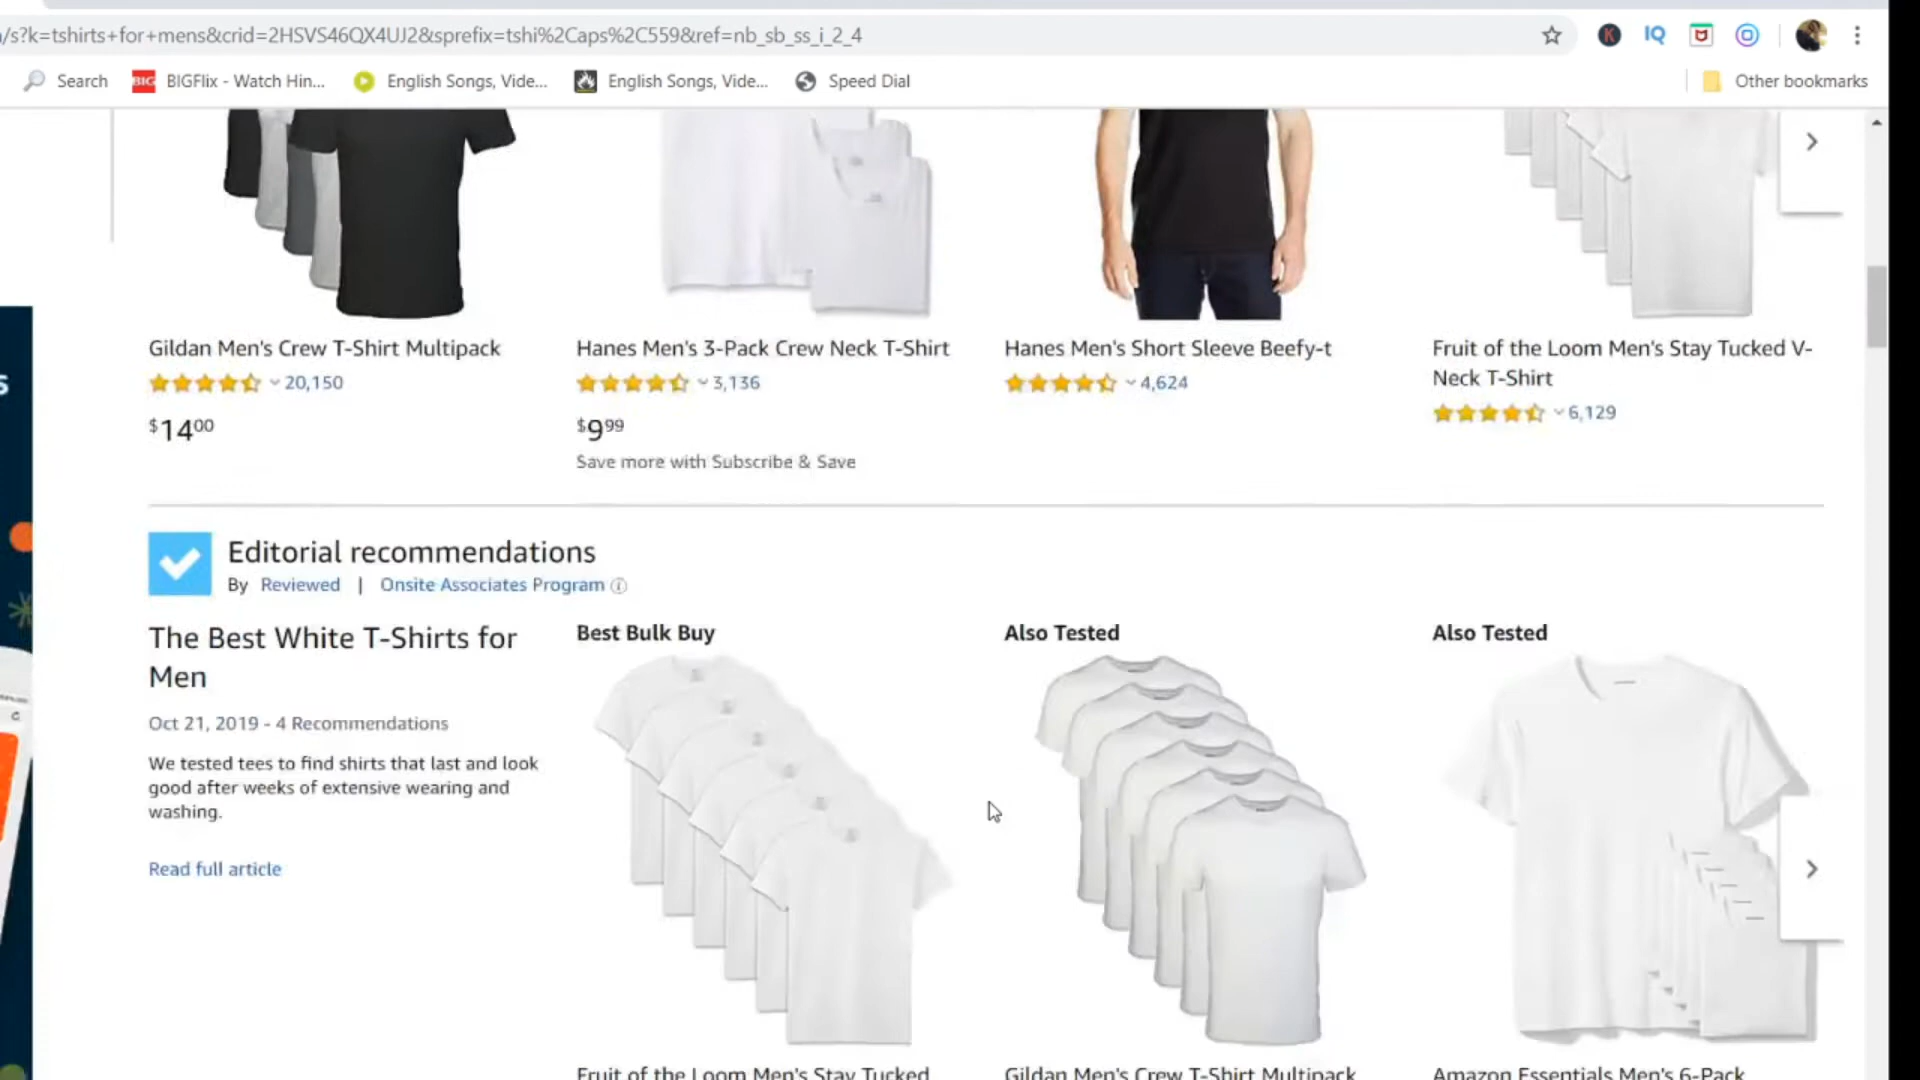 /s?k=tshirts+for+mens&crid=2HSVS46QX4UJ2&sprefix=tshi%2Caps%2C559&ref=nb_sb_ss_i_2_4
K IQ
Search BIG BIGFlix - Watch Hin... English Songs, Vide... English Songs, Vide... Speed Dial Other bookmarks
Gildan Men's Crew T-Shirt Multipack
20,150
$14 00
Hanes Men's 3-Pack Crew Neck T-Shirt
3,136
$9 99
Save more with Subscribe & Save
Hanes Men's Short Sleeve Beefy-t
4,624
Fruit of the Loom Men's Stay Tucked V-
Neck T-Shirt
6,129
Editorial recommendations
By Reviewed | Onsite Associates Program
The Best White T-Shirts for
Men
Oct 21, 2019 - 4 Recommendations
We tested tees to find shirts that last and look
good after weeks of extensive wearing and
washing.
Read full article
Best Bulk Buy
Fruit of the Loom Men's Stay Tucked
Also Tested
Gildan Men's Crew T-Shirt Multipack
Also Tested
Amazon Essentials Men's 6-Pack